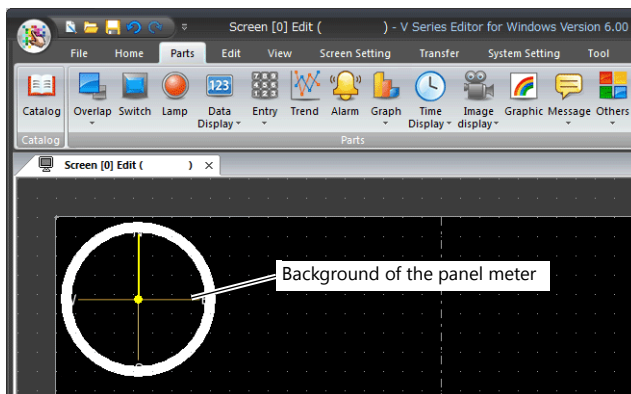 Screen [0] Edit ( ) - V Series Editor for Windows Version 6.00
File Home Parts Edit View Screen Setting Transfer System Setting Tool
123
Catalog Overlap Switch Lamp Data Display Entry Trend Alarm Graph Time Display Image display Graphic Message Others
Catalog Parts
Screen [0] Edit ( ) ×
Background of the panel meter